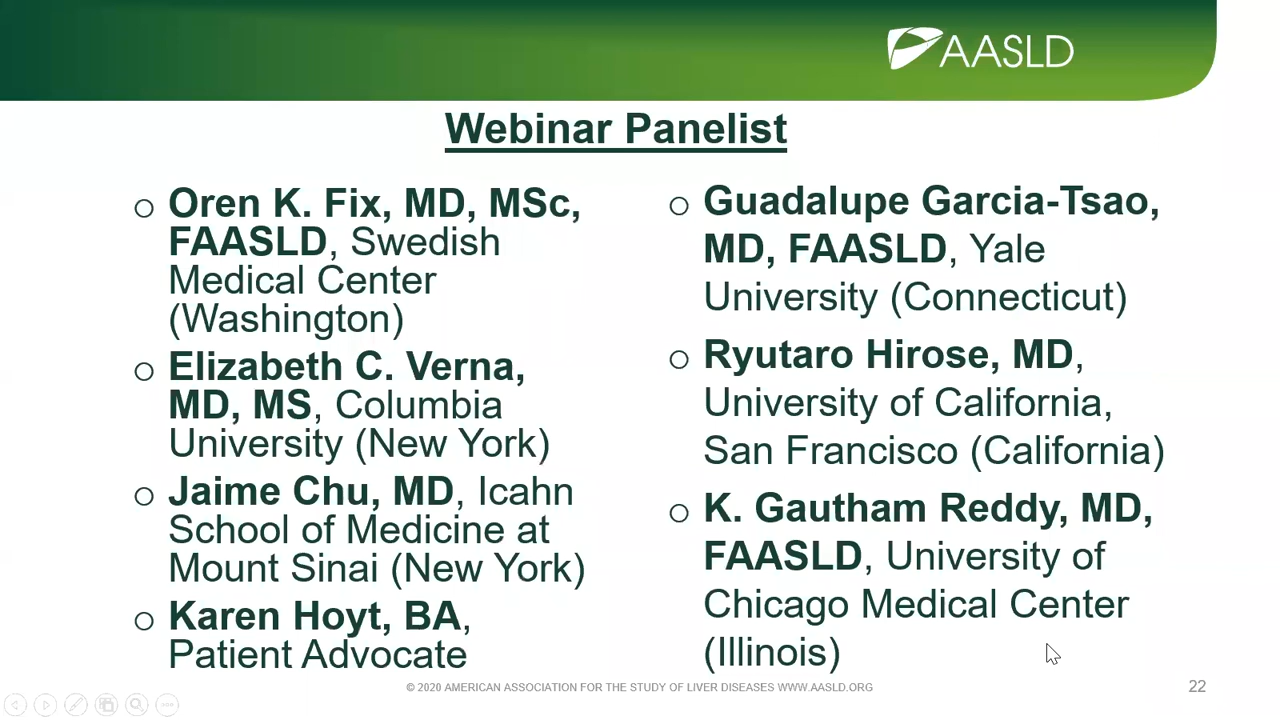 AASLD
Webinar Panelist
o Oren K. Fix, MD, MSc,
FAASLD, Swedish
Medical Center
(Washington)
o Elizabeth C. Verna,
MD, MS, Columbia
University (New York)
o Jaime Chu, MD, Icahn
School of Medicine at
Mount Sinai (New York)
o Karen Hoyt, BA,
Patient Advocate
o Guadalupe Garcia-Tsao,
MD, FAASLD, Yale
University (Connecticut)
o Ryutaro Hirose, MD,
University of California,
San Francisco (California)
o K. Gautham Reddy, MD,
FAASLD, University of
Chicago Medical Center
(Illinois)
© 2020 AMERICAN ASSOCIATION FOR THE STUDY OF LIVER DISEASES WWW.AASLD.ORG
22